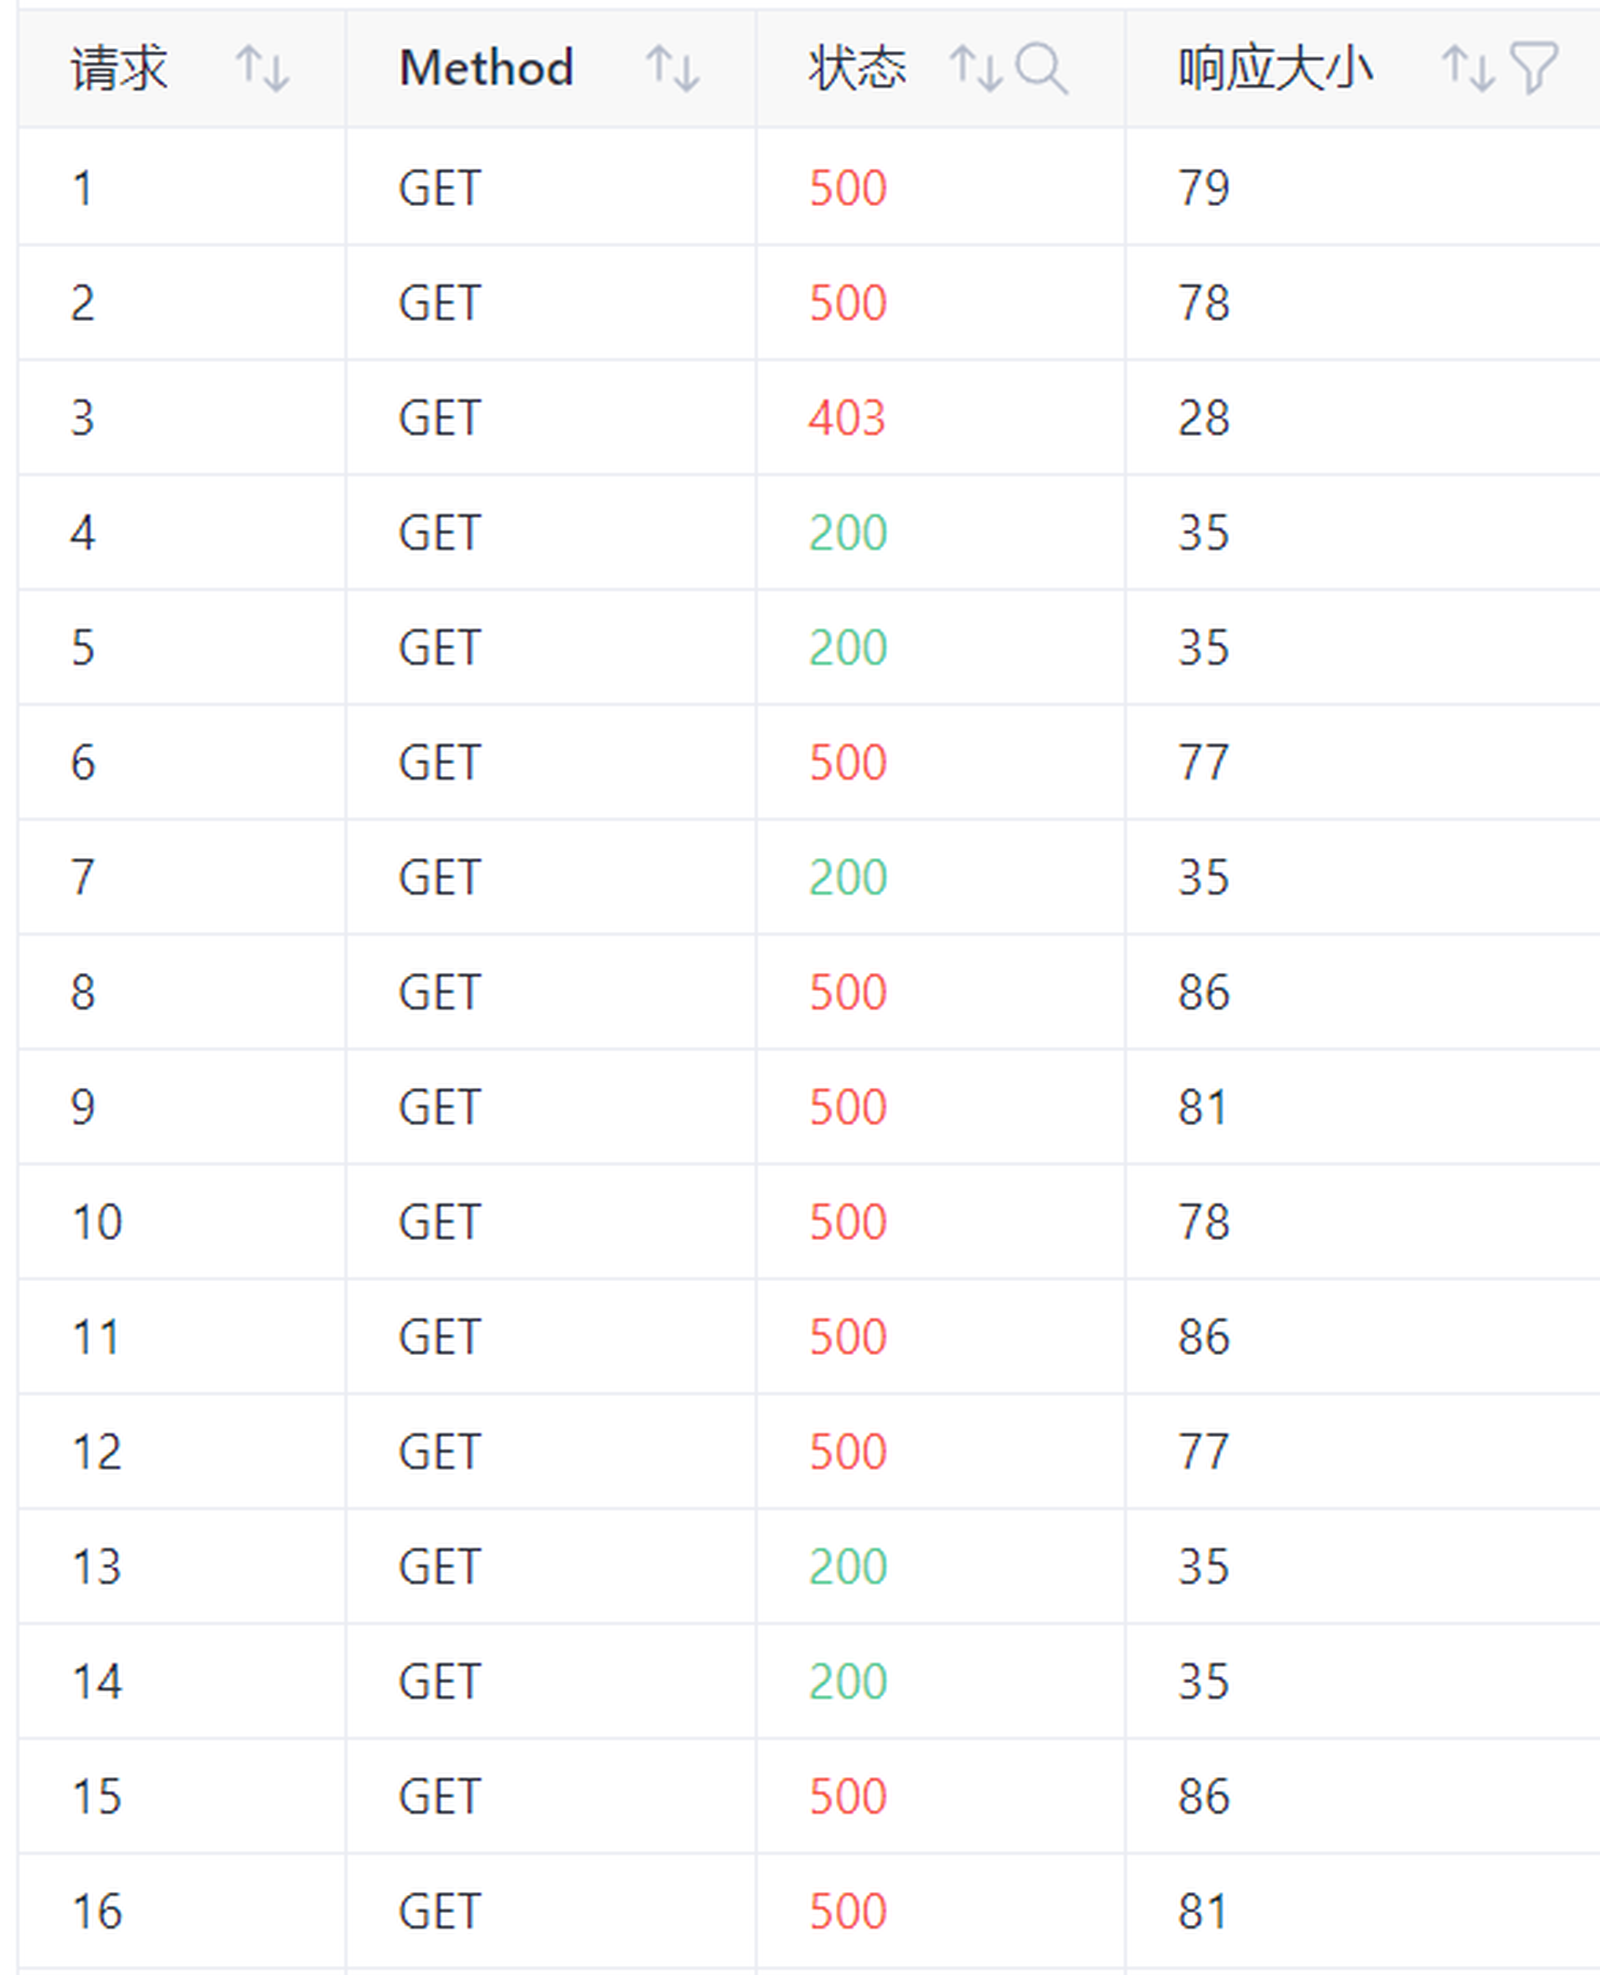 请求 Method 状态 响应大小
1 GET 500 79
2 GET 500 78
3 GET 403 28
4 GET 200 35
5 GET 200 35
6 GET 500 77
7 GET 200 35
8 GET 500 86
9 GET 500 81
10 GET 500 78
11 GET 500 86
12 GET 500 77
13 GET 200 35
14 GET 200 35
15 GET 500 86
16 GET 500 81